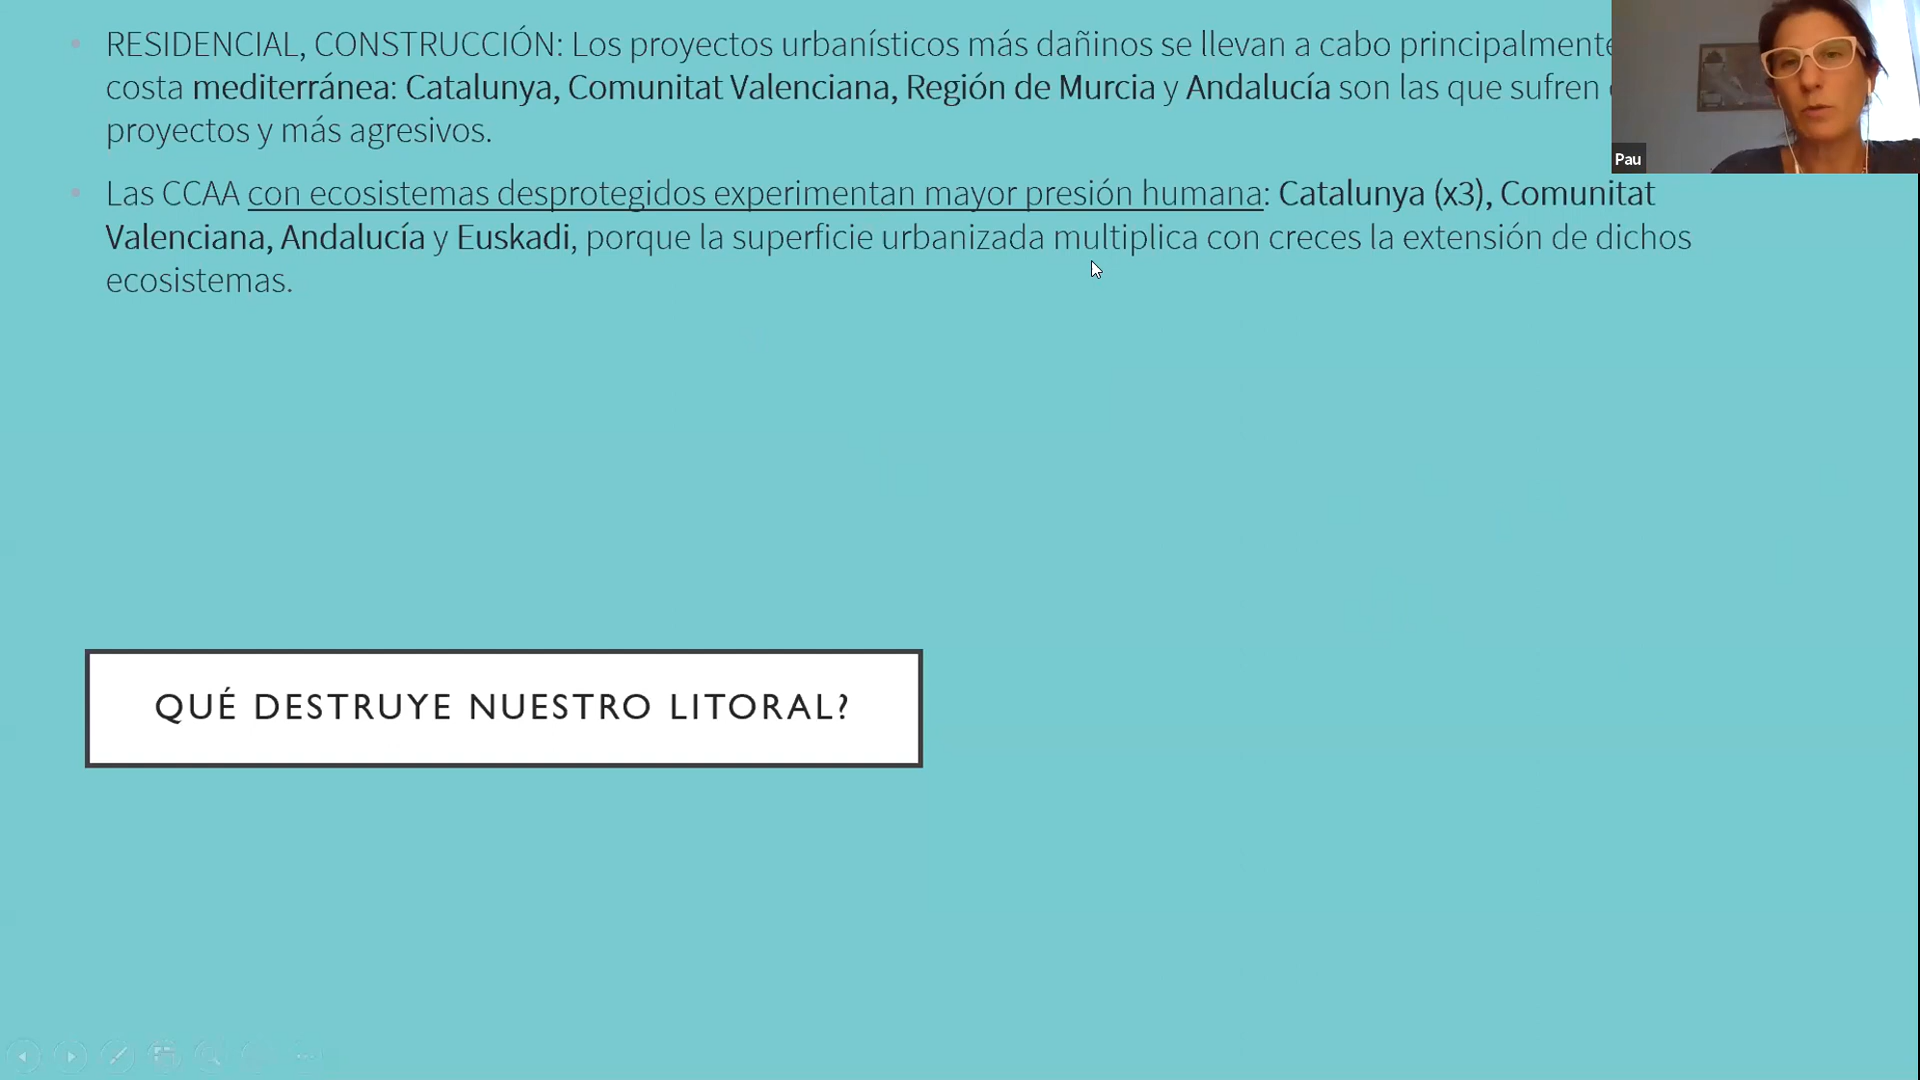 RESIDENCIAL, CONSTRUCCIÓN: Los proyectos urbanísticos más dañinos se llevan a cabo principalmente
costa mediterránea: Catalunya, Comunitat Valenciana, Región de Murcia y Andalucía son las que sufren
proyectos y más agresivos.
Las CCAA con ecosistemas desprotegidos experimentan mayor presión humana: Catalunya (x3), Comunitat
Valenciana, Andalucía y Euskadi, porque la superficie urbanizada multiplica con creces la extensión de dichos
ecosistemas.
Pau
QUÉ DESTRUYE NUESTRO LITORAL?